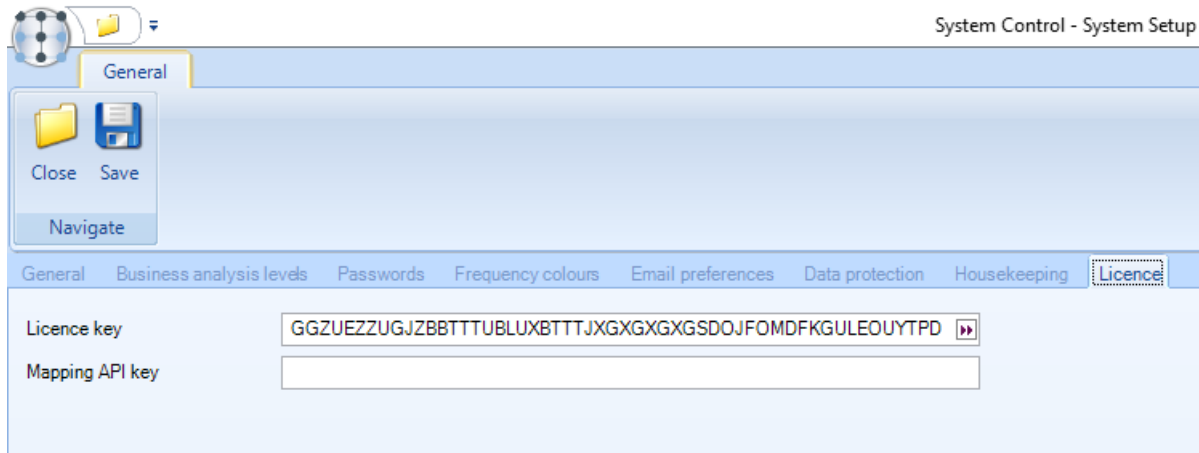 System Control - System Setup
General
Close Save
Navigate
General Business analysis levels Passwords Frequency colours Email preferences Data protection Housekeeping Licence
Licence key GGZUEZZUGJZBBTTTUBLUXBTTTJXGXGXGXGSDOJFOMDFKGULEOUYTPD
Mapping API key